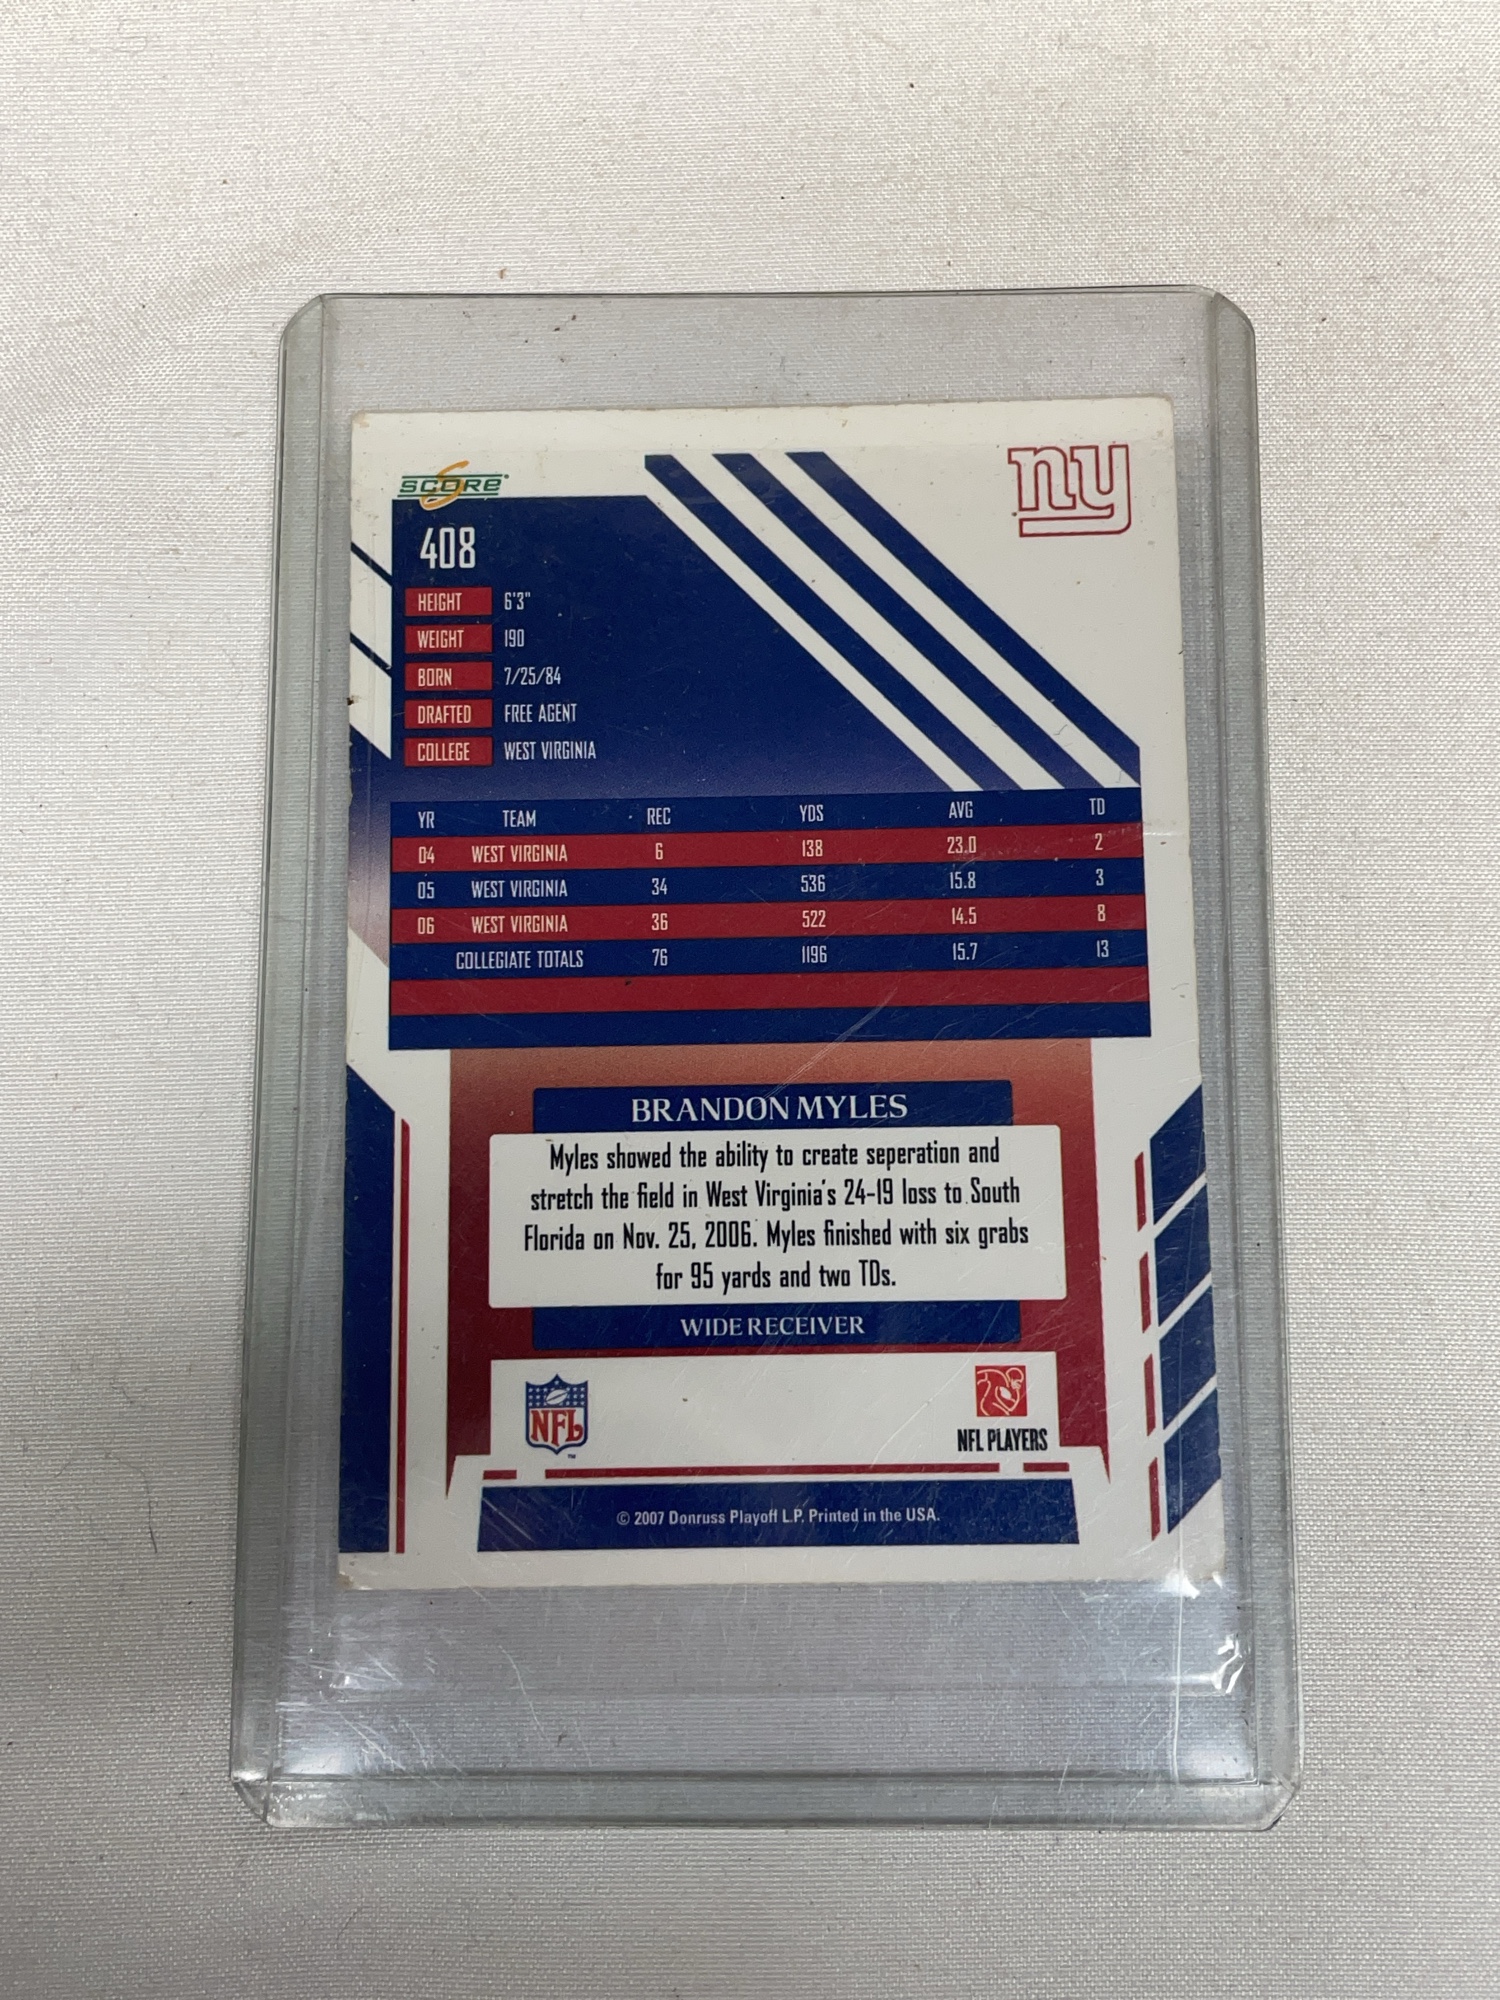 SCORE
ny
408
HEIGHT 6'3"
WEIGHT 190
BORN 7/25/84
DRAFTED FREE AGENT
COLLEGE WEST VIRGINIA
YR TEAM REC YDS AVG TD
04 WEST VIRGINIA 6 138 23.0 2
05 WEST VIRGINIA 34 536 15.8 3
06 WEST VIRGINIA 36 522 14.5 8
COLLEGIATE TOTALS 76 1196 15.7 13
BRANDON MYLES
Myles showed the ability to create seperation and
stretch the field in West Virginia's 24-19 loss to South
Florida on Nov. 25, 2006. Myles finished with six grabs
for 95 yards and two TDs.
WIDE RECEIVER
NFL
TM
NFL PLAYERS
© 2007 Donruss Playoff L.P. Printed in the USA.